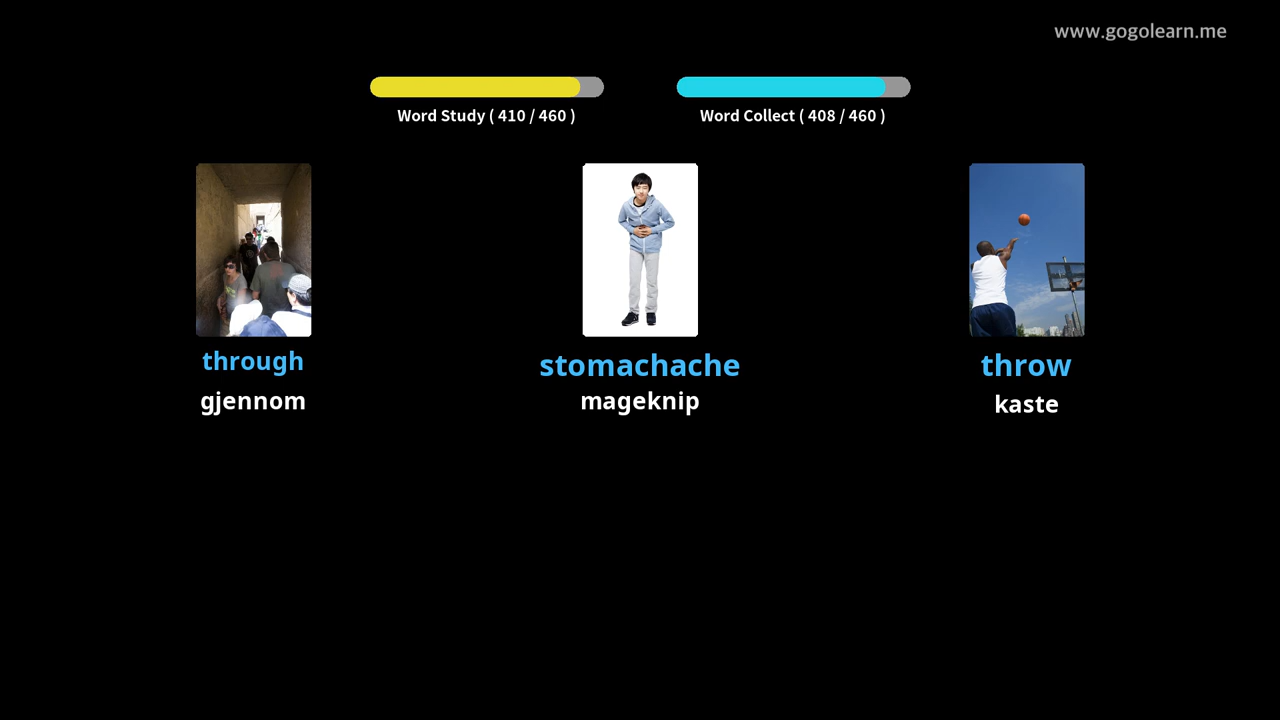 www.gogolearn.me
Word Study ( 410 / 460 )
Word Collect ( 408 / 460 )
through
gjennom
stomachache
mageknip
throw
kaste